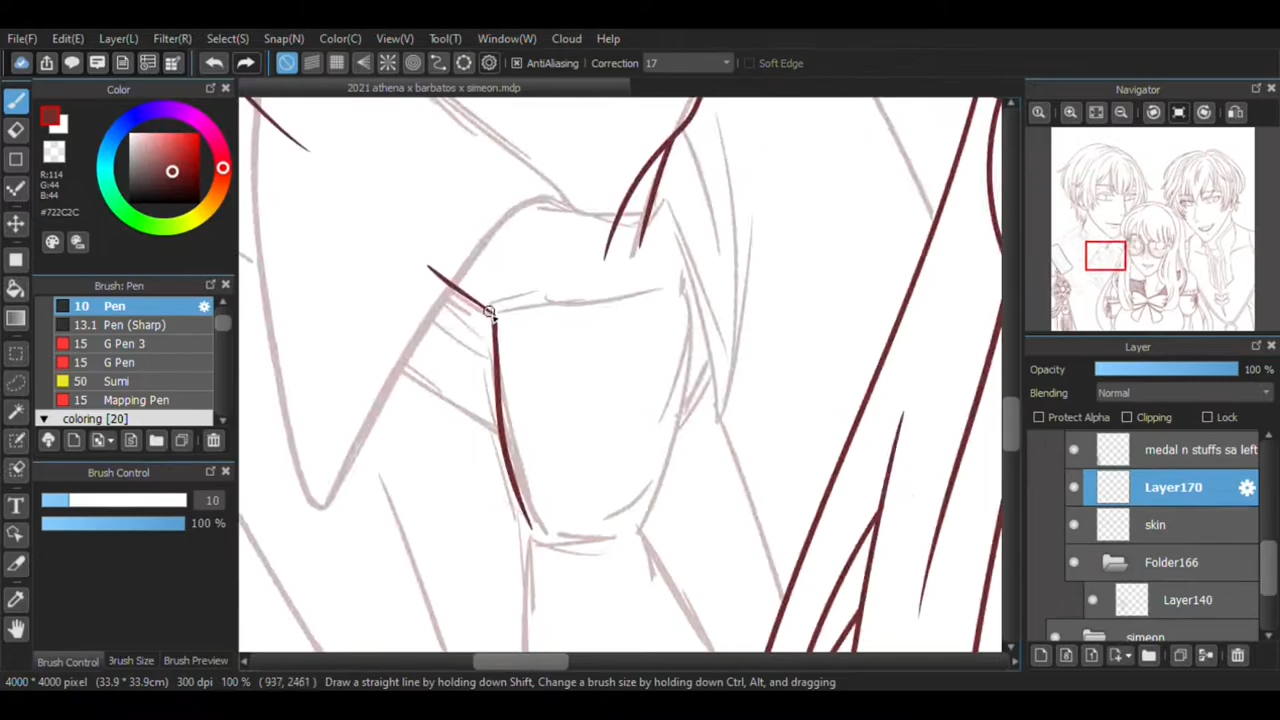 File(F) Edit(E) Layer(L) Filter(R) Select(S) Snap(N) Color(C) View(V) Tool(T) Window(W) Cloud Help
AntiAliasing Correction 17 Soft Edge
Color
2021 athena x barbatos x simeon.mdp
Navigator
R:114
G:44
B:44
#722C2C
Brush: Pen
10 Pen
13.1 Pen (Sharp)
15 G Pen 3
15 G Pen
50 Sumi
15 Mapping Pen
coloring [20]
Brush Control
10
100 %
Brush Control Brush Size Brush Preview
Layer
Opacity 100 %
Blending Normal
Protect Alpha Clipping Lock
medal n stuffs sa left
Layer170
skin
Folder166
Layer140
simeon
4000 * 4000 pixel (33.9 * 33.9cm) 300 dpi 100 % ( 937, 2461 ) Draw a straight line by holding down Shift, Change a brush size by holding down Ctrl, Alt, and dragging